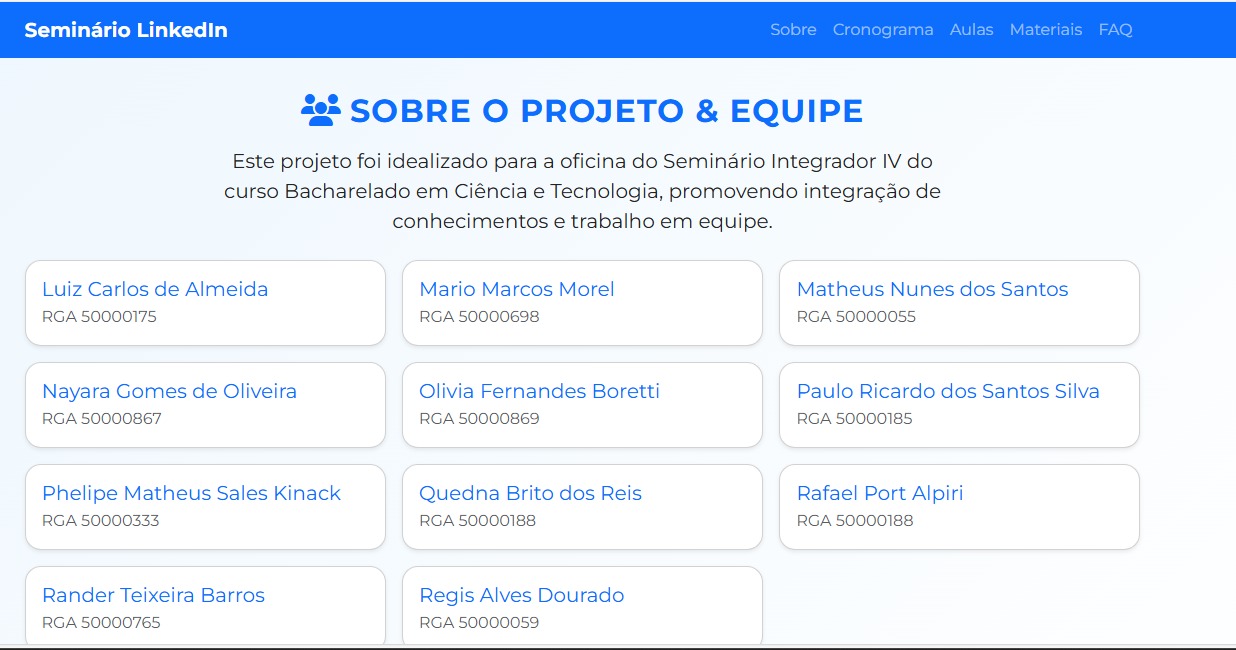 Seminário LinkedIn
Sobre Cronograma Aulas Materiais FAQ
SOBRE O PROJETO & EQUIPE
Este projeto foi idealizado para a oficina do Seminário Integrador IV do
curso Bacharelado em Ciência e Tecnologia, promovendo integração de
conhecimentos e trabalho em equipe.
Luiz Carlos de Almeida
RGA 50000175
Mario Marcos Morel
RGA 50000698
Matheus Nunes dos Santos
RGA 50000055
Nayara Gomes de Oliveira
RGA 50000867
Olivia Fernandes Boretti
RGA 50000869
Paulo Ricardo dos Santos Silva
RGA 50000185
Phelipe Matheus Sales Kinack
RGA 50000333
Quedna Brito dos Reis
RGA 50000188
Rafael Port Alpiri
RGA 50000188
Rander Teixeira Barros
RGA 50000765
Regis Alves Dourado
RGA 50000059